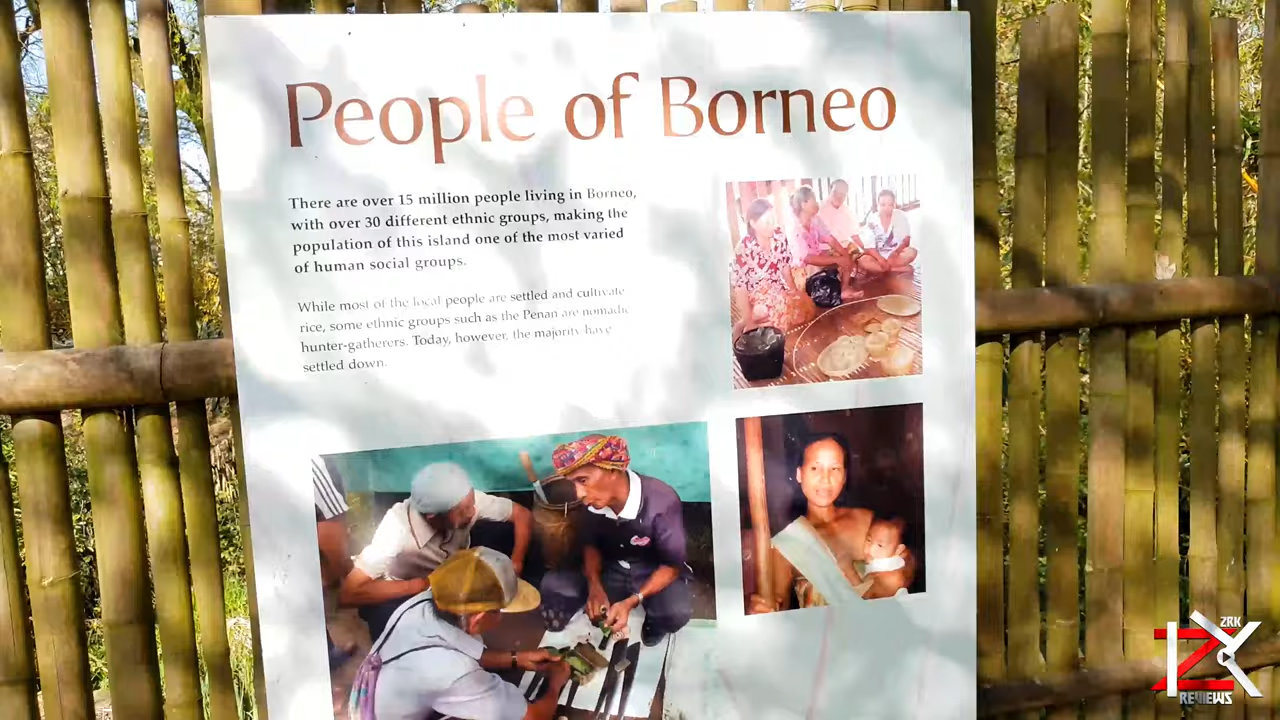 People of Borneo
There are over 15 million people living in Borneo,
with over 30 different ethnic groups, making the
population of this island one of the most varied
of human social groups.
While most of the local people are settled and cultivate
rice, some ethnic groups such as the Penan are nomadic
hunter-gatherers. Today, however, the majority have
settled down.
ZRK
REVIEWS